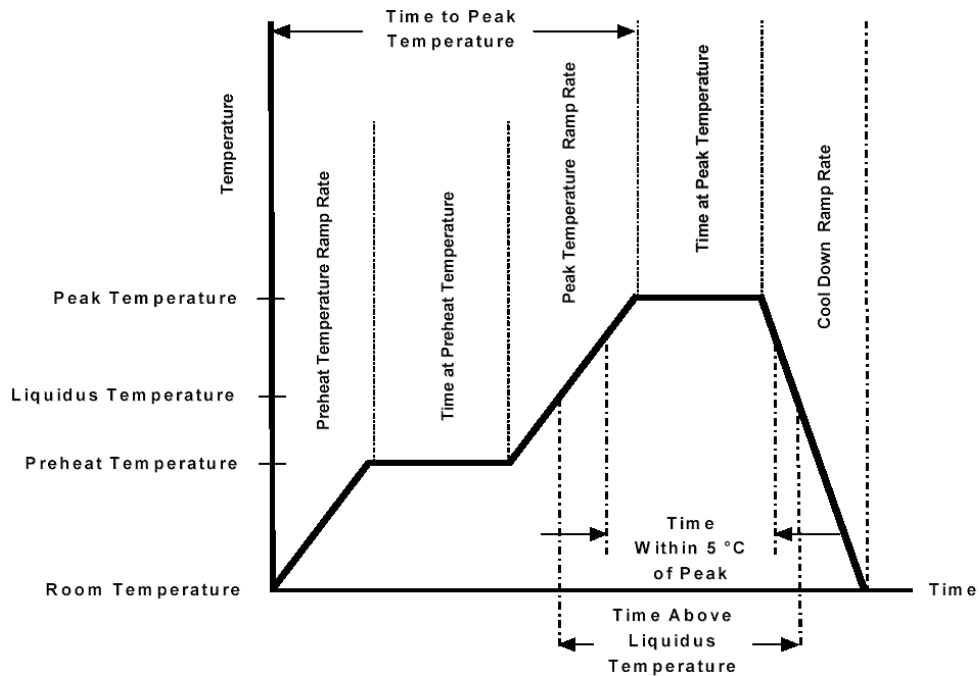 Time to Peak
Temperature
Temperature
Preheat Temperature Ramp Rate
Time at Preheat Temperature
Peak Temperature Ramp Rate
Time at Peak Temperature
Cool Down Ramp Rate
Peak Temperature
Liquidus Temperature
Preheat Temperature
Room Temperature
Time
Within 5 °C
of Peak
Time
Time Above
Liquidus
Temperature